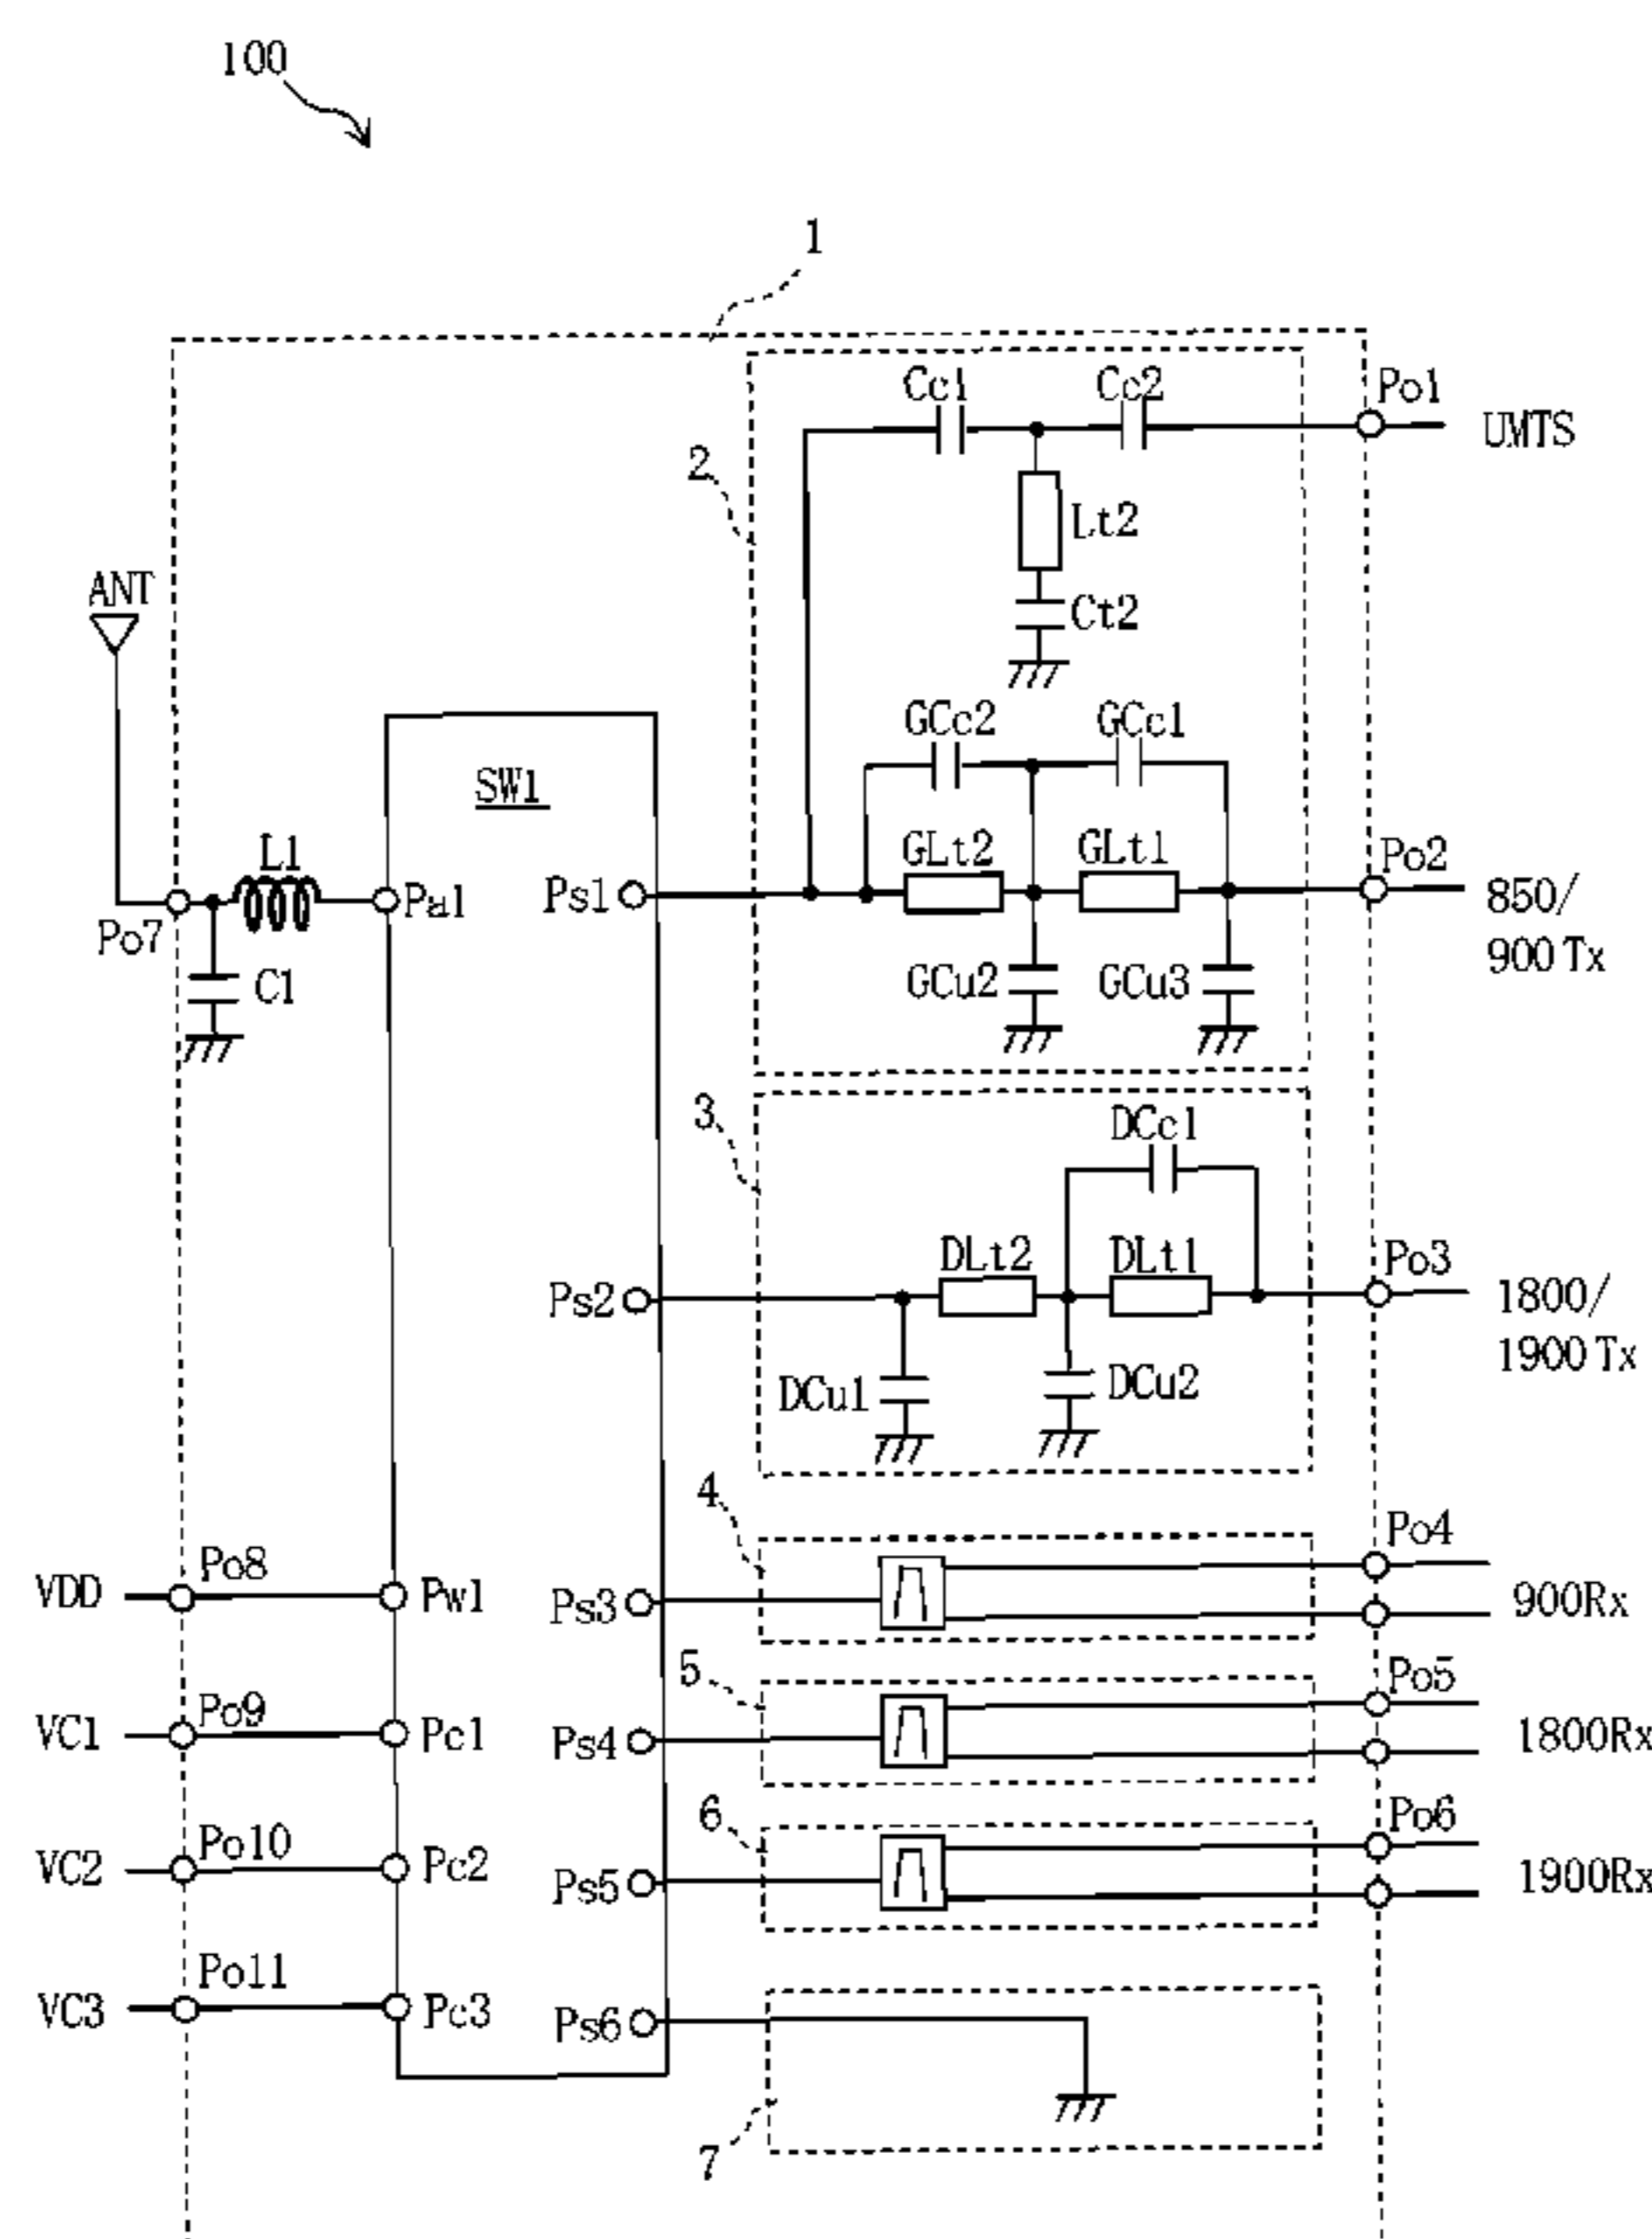 100
1
Cc1
Cc2
Po1
UMTS
2
Lt2
ANT
Ct2
GCc2
GCc1
SW1
L1
GLt2
GLt1
Po2
Pa1
Ps1
850/
900 Tx
Po7
C1
GCu2
GCu3
3
DCc1
DLt2
DLt1
Po3
Ps2
1800/
1900 Tx
DCu1
DCu2
4
Po4
VDD
Po8
Pw1
Ps3
900Rx
5
Po5
VC1
Po9
Pc1
Ps4
1800Rx
6
Po6
VC2
Po10
Pc2
Ps5
1900Rx
VC3
Po11
Pc3
Ps6
7